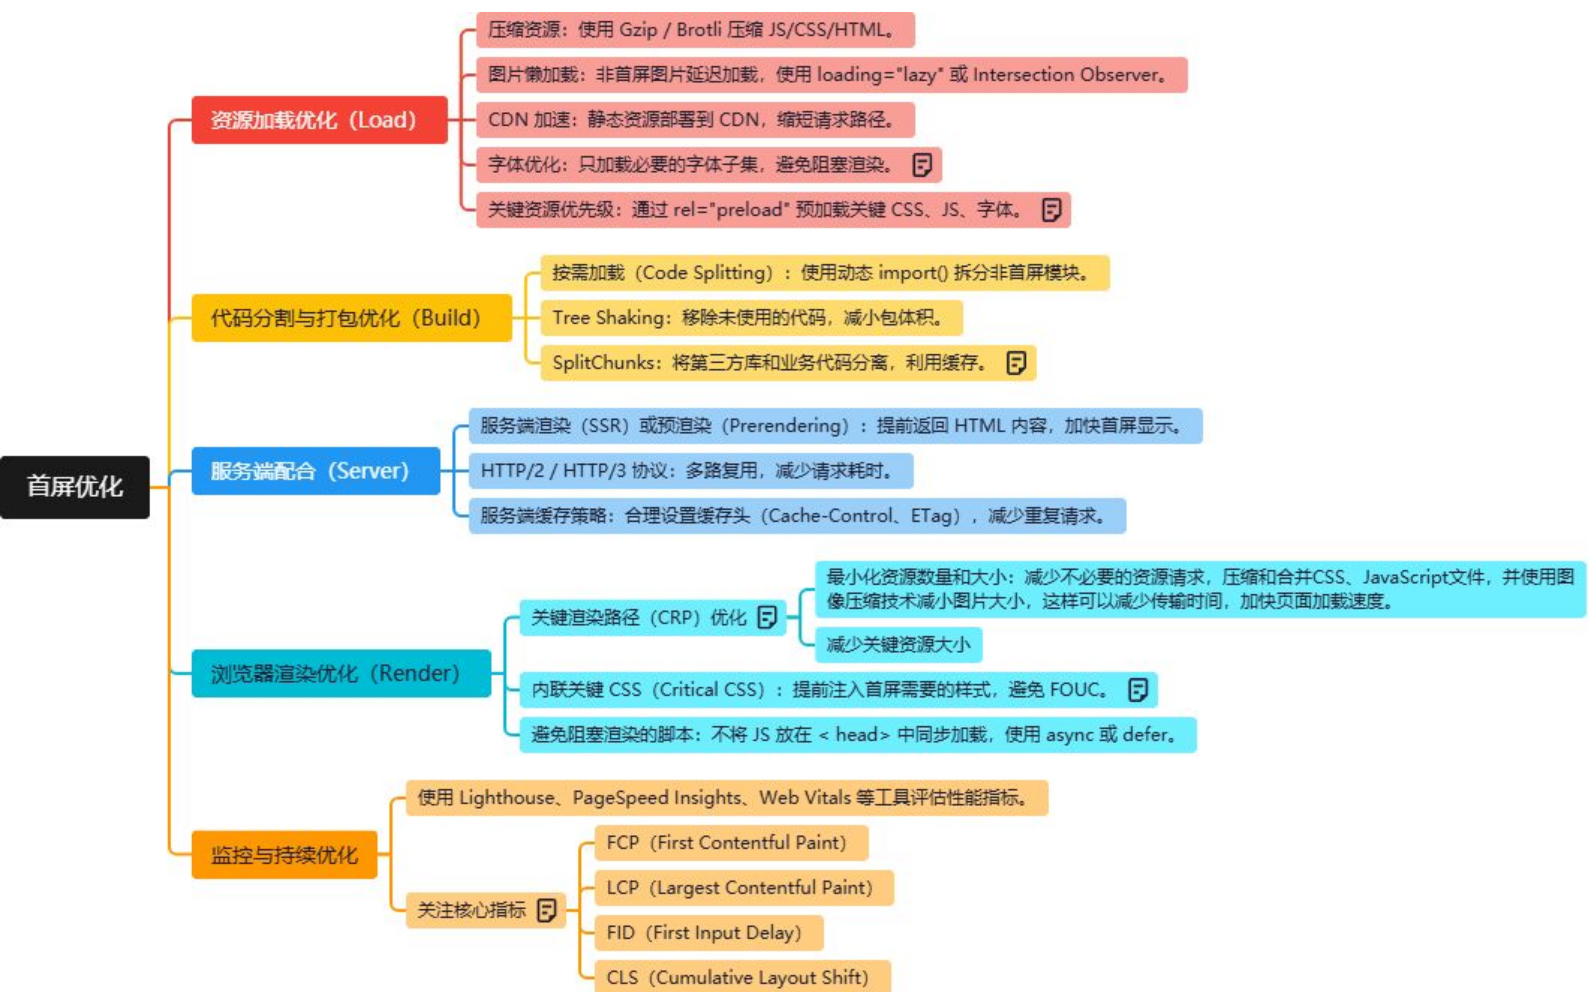 首屏优化
资源加载优化（Load）
压缩资源：使用 Gzip / Brotli 压缩 JS/CSS/HTML。
图片懒加载：非首屏图片延迟加载，使用 loading="lazy" 或 Intersection Observer。
CDN 加速：静态资源部署到 CDN，缩短请求路径。
字体优化：只加载必要的字体子集，避免阻塞渲染。
关键资源优先级：通过 rel="preload" 预加载关键 CSS、JS、字体。
代码分割与打包优化（Build）
按需加载（Code Splitting）：使用动态 import() 拆分非首屏模块。
Tree Shaking：移除未使用的代码，减小包体积。
SplitChunks：将第三方库和业务代码分离，利用缓存。
服务端配合（Server）
服务端渲染（SSR）或预渲染（Prerendering）：提前返回 HTML 内容，加快首屏显示。
HTTP/2 / HTTP/3 协议：多路复用，减少请求耗时。
服务端缓存策略：合理设置缓存头（Cache-Control、ETag），减少重复请求。
浏览器渲染优化（Render）
关键渲染路径（CRP）优化
最小化资源数量和大小：减少不必要的资源请求，压缩和合并CSS、JavaScript文件，并使用图
像压缩技术减小图片大小，这样可以减少传输时间，加快页面加载速度。
减少关键资源大小
内联关键 CSS（Critical CSS）：提前注入首屏需要的样式，避免 FOUC。
避免阻塞渲染的脚本：不将 JS 放在 < head> 中同步加载，使用 async 或 defer。
监控与持续优化
使用 Lighthouse、PageSpeed Insights、Web Vitals 等工具评估性能指标。
关注核心指标
FCP（First Contentful Paint）
LCP（Largest Contentful Paint）
FID（First Input Delay）
CLS（Cumulative Layout Shift）